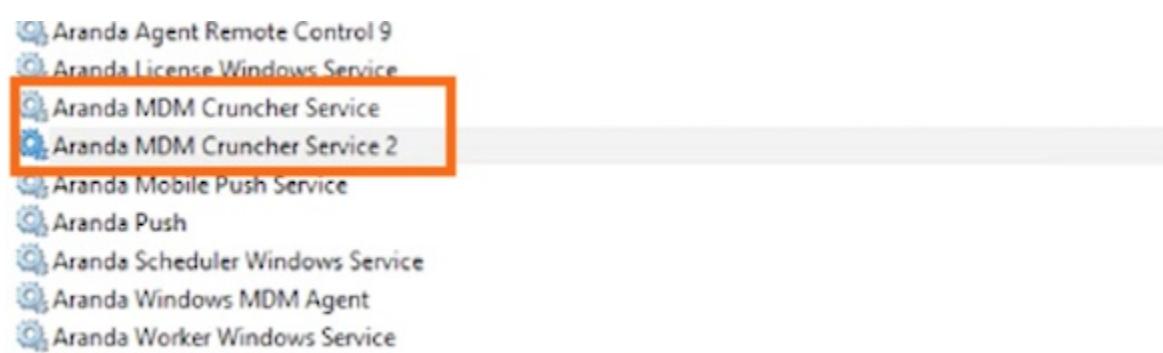 Aranda Agent Remote Control 9
Aranda License Windows Service
Aranda MDM Cruncher Service
Aranda MDM Cruncher Service 2
Aranda Mobile Push Service
Aranda Push
Aranda Scheduler Windows Service
Aranda Windows MDM Agent
Aranda Worker Windows Service